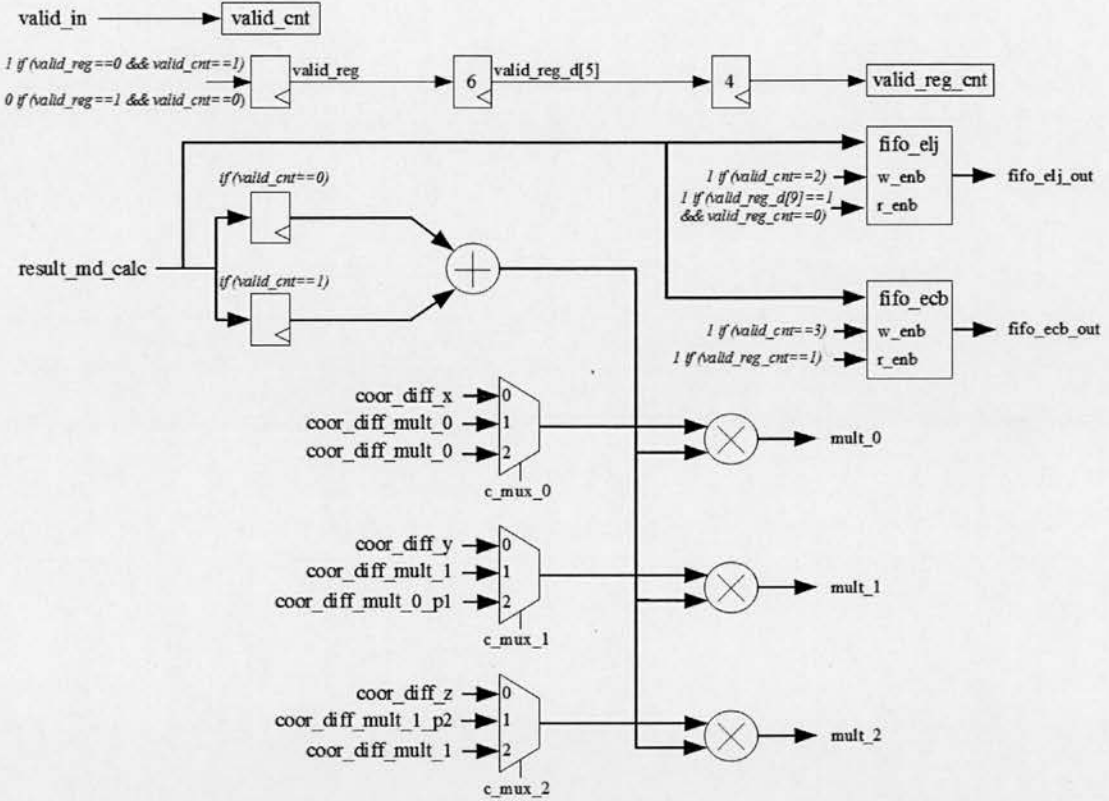 valid_in
valid_cnt
1 if (valid_reg==0 && valid_cnt==1)
0 if (valid_reg==1 && valid_cnt==0)
valid_reg
6
valid_reg_d[5]
4
valid_reg_cnt
fifo_elj
1 if (valid_cnt==2)
w_enb
fifo_elj_out
1 if (valid_reg_d[9]==1
&& valid_reg_cnt==0)
r_enb
if (valid_cnt==0)
result_md_calc
if (valid_cnt==1)
fifo_ecb
1 if (valid_cnt==3)
w_enb
fifo_ecb_out
1 if (valid_reg_cnt==1)
r_enb
coor_diff_x
0
coor_diff_mult_0
1
coor_diff_mult_0
2
c_mux_0
mult_0
coor_diff_y
0
coor_diff_mult_1
1
coor_diff_mult_0_p1
2
c_mux_1
mult_1
coor_diff_z
0
coor_diff_mult_1_p2
1
coor_diff_mult_1
2
c_mux_2
mult_2